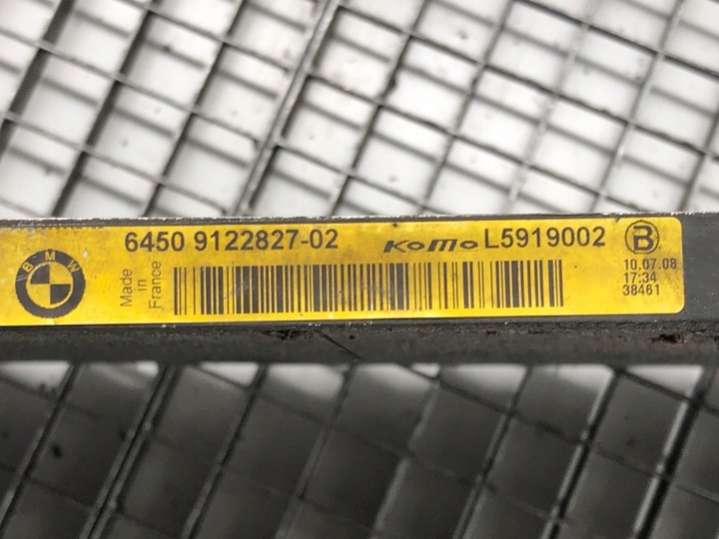 BMW
Made
in
France
6450 9122827-02
KoMo L5919002
B
10.07.08
17:34
38461